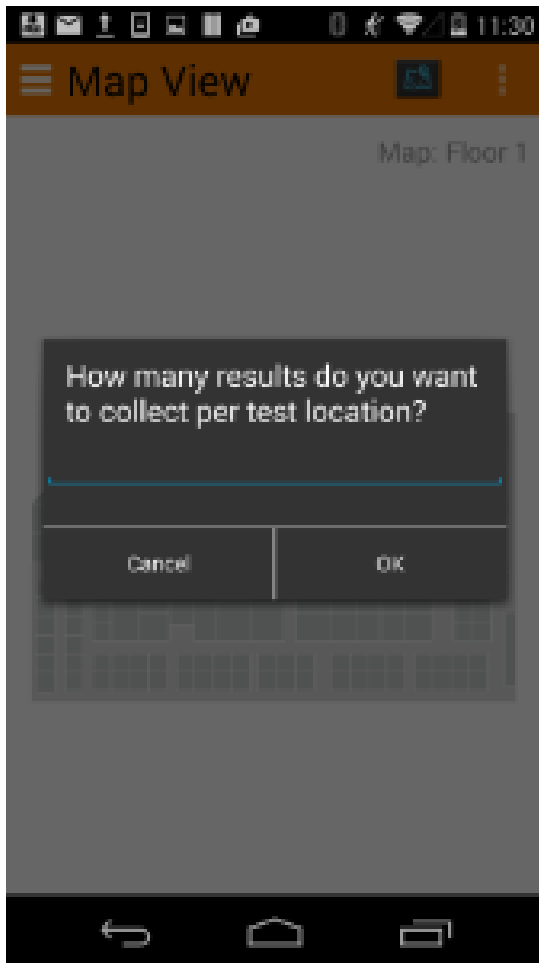 11:30
Map View
Map: Floor 1
How many results do you want
to collect per test location?
Cancel
OK